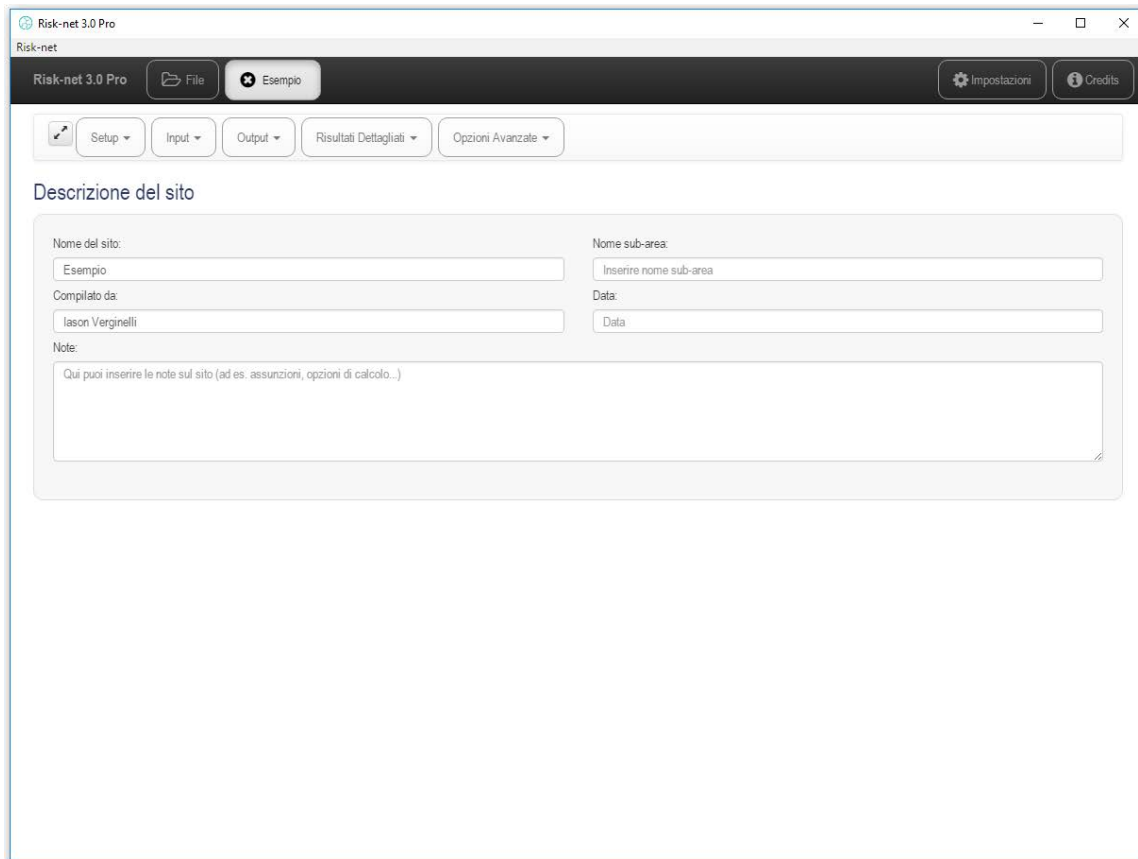 Risk-net 3.0 Pro
Risk-net
Risk-net 3.0 Pro File Esempio Impostazioni Credits
Setup Input Output Risultati Dettagliati Opzioni Avanzate
Descrizione del sito
Nome del sito: Nome sub-area:
Esempio Inserire nome sub-area
Compilato da: Data:
Iason Verginelli Data
Note:
Qui puoi inserire le note sul sito (ad es. assunzioni, opzioni di calcolo...)